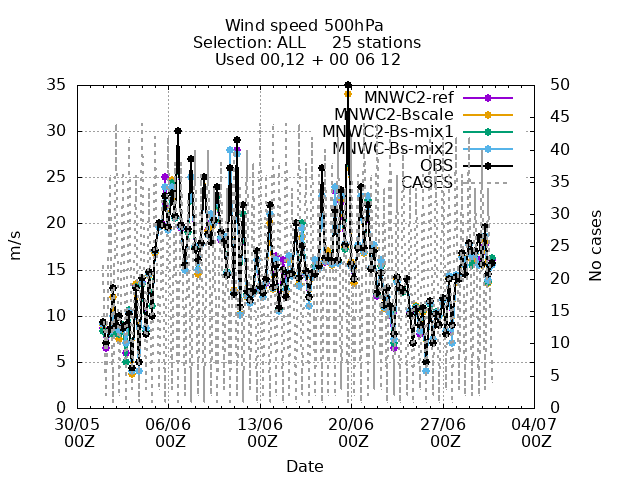 Wind speed 500hPa
Selection: ALL 25 stations
Used 00,12 + 00 06 12
35
30
25
20
15
10
5
0
m/s
MNWC2-ref
MNWC2-Bscale
MNWC2-Bs-mix1
MNWC-Bs-mix2
OBS
CASES
50
45
40
35
30
25
20
15
10
5
0
No cases
30/05 06/06 13/06 20/06 27/06 04/07
00Z 00Z 00Z 00Z 00Z 00Z
Date